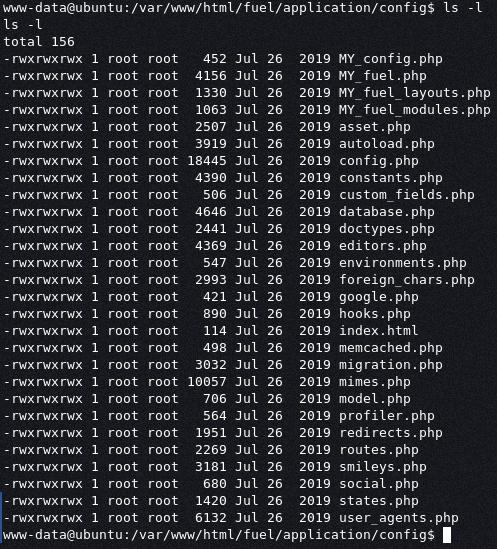 www-data@ubuntu:/var/www/html/fuel/application/config$ ls -l
ls -l
total 156
-rwxrwxrwx 1 root root   452 Jul 26  2019 MY_config.php
-rwxrwxrwx 1 root root  4156 Jul 26  2019 MY_fuel.php
-rwxrwxrwx 1 root root  1330 Jul 26  2019 MY_fuel_layouts.php
-rwxrwxrwx 1 root root  1063 Jul 26  2019 MY_fuel_modules.php
-rwxrwxrwx 1 root root  2507 Jul 26  2019 asset.php
-rwxrwxrwx 1 root root  3919 Jul 26  2019 autoload.php
-rwxrwxrwx 1 root root 18445 Jul 26  2019 config.php
-rwxrwxrwx 1 root root  4390 Jul 26  2019 constants.php
-rwxrwxrwx 1 root root   506 Jul 26  2019 custom_fields.php
-rwxrwxrwx 1 root root  4646 Jul 26  2019 database.php
-rwxrwxrwx 1 root root  2441 Jul 26  2019 doctypes.php
-rwxrwxrwx 1 root root  4369 Jul 26  2019 editors.php
-rwxrwxrwx 1 root root   547 Jul 26  2019 environments.php
-rwxrwxrwx 1 root root  2993 Jul 26  2019 foreign_chars.php
-rwxrwxrwx 1 root root   421 Jul 26  2019 google.php
-rwxrwxrwx 1 root root   890 Jul 26  2019 hooks.php
-rwxrwxrwx 1 root root   114 Jul 26  2019 index.html
-rwxrwxrwx 1 root root   498 Jul 26  2019 memcached.php
-rwxrwxrwx 1 root root  3032 Jul 26  2019 migration.php
-rwxrwxrwx 1 root root 10057 Jul 26  2019 mimes.php
-rwxrwxrwx 1 root root   706 Jul 26  2019 model.php
-rwxrwxrwx 1 root root   564 Jul 26  2019 profiler.php
-rwxrwxrwx 1 root root  1951 Jul 26  2019 redirects.php
-rwxrwxrwx 1 root root  2269 Jul 26  2019 routes.php
-rwxrwxrwx 1 root root  3181 Jul 26  2019 smileys.php
-rwxrwxrwx 1 root root   680 Jul 26  2019 social.php
-rwxrwxrwx 1 root root  1420 Jul 26  2019 states.php
-rwxrwxrwx 1 root root  6132 Jul 26  2019 user_agents.php
www-data@ubuntu:/var/www/html/fuel/application/config$